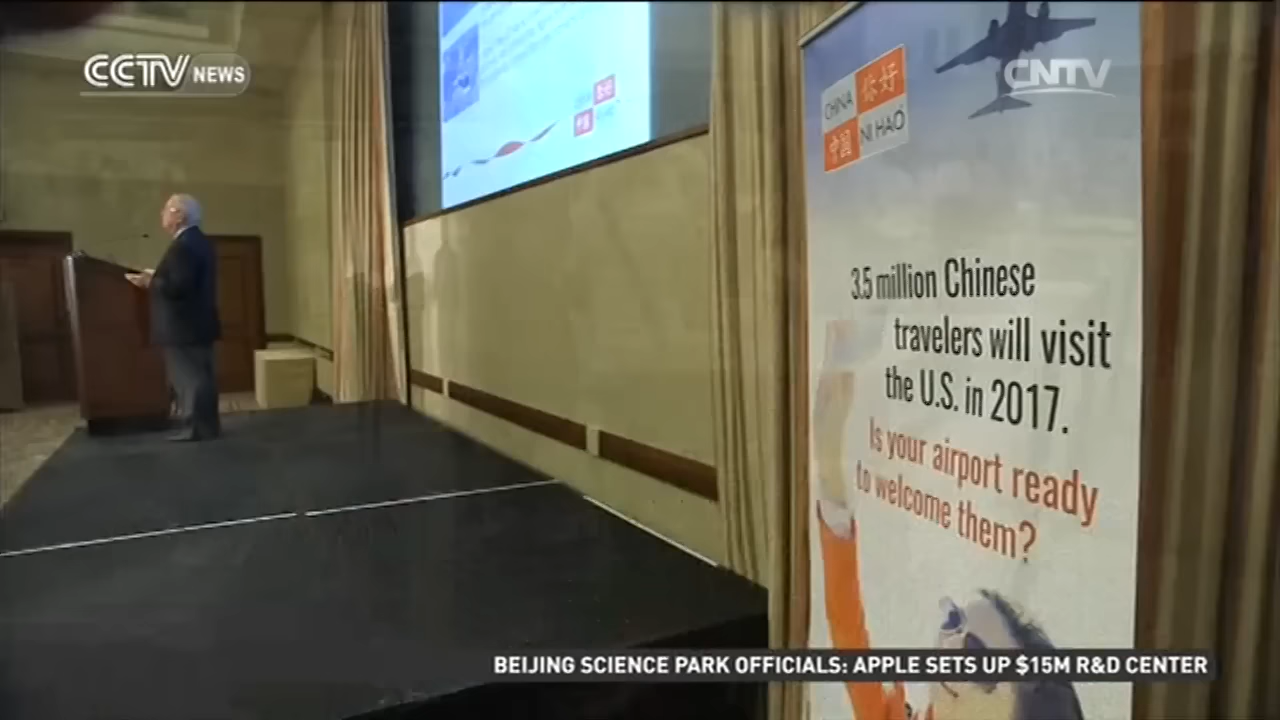 CCTV NEWS
CNTV
CHINA 你好
中国 NI HAO
3.5 million Chinese
travelers will visit
the U.S. in 2017.
Is your airport ready
to welcome them?
BEIJING SCIENCE PARK OFFICIALS: APPLE SETS UP $15M R&D CENTER